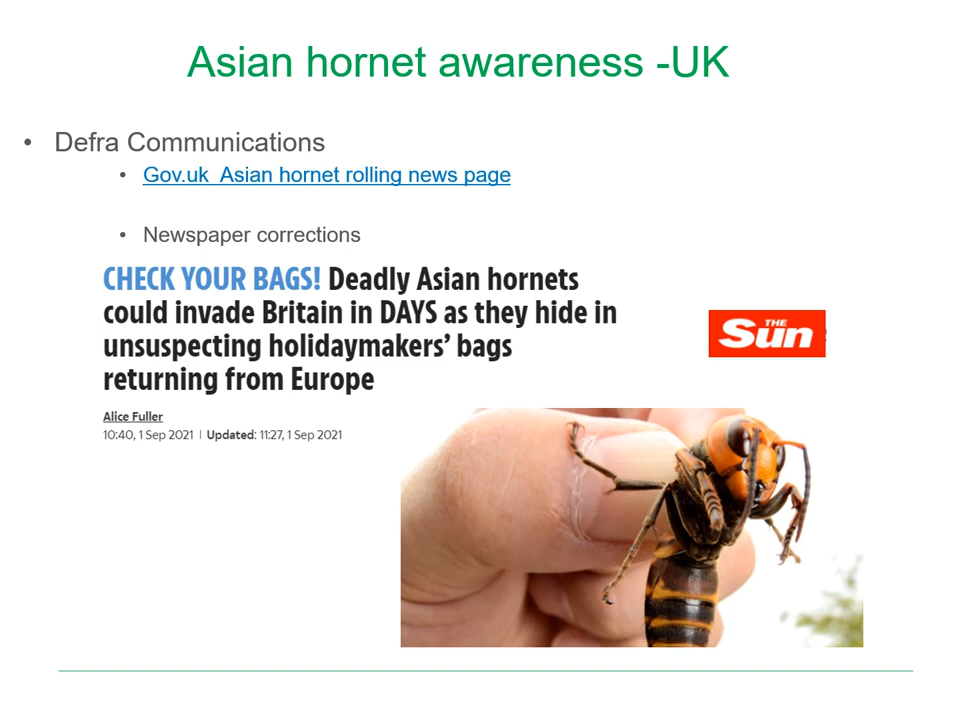 Asian hornet awareness -UK
• Defra Communications
• Gov.uk  Asian hornet rolling news page
• Newspaper corrections
CHECK YOUR BAGS! Deadly Asian hornets
could invade Britain in DAYS as they hide in
unsuspecting holidaymakers’ bags
returning from Europe
THE
Sun
Alice Fuller
10:40, 1 Sep 2021 | Updated: 11:27, 1 Sep 2021